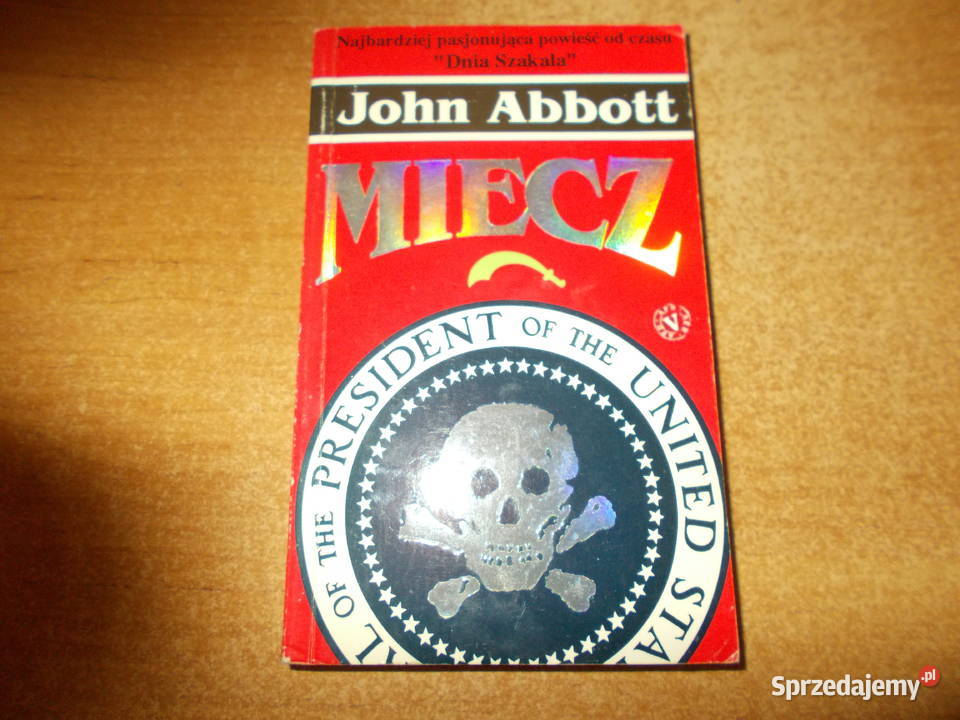 Najbardziej pasjonująca powieść od czasu
"Dnia Szakala"
John Abbott
MIECZ
V
AL OF THE PRESIDENT OF THE UNITED STA
Sprzedajemy.pl